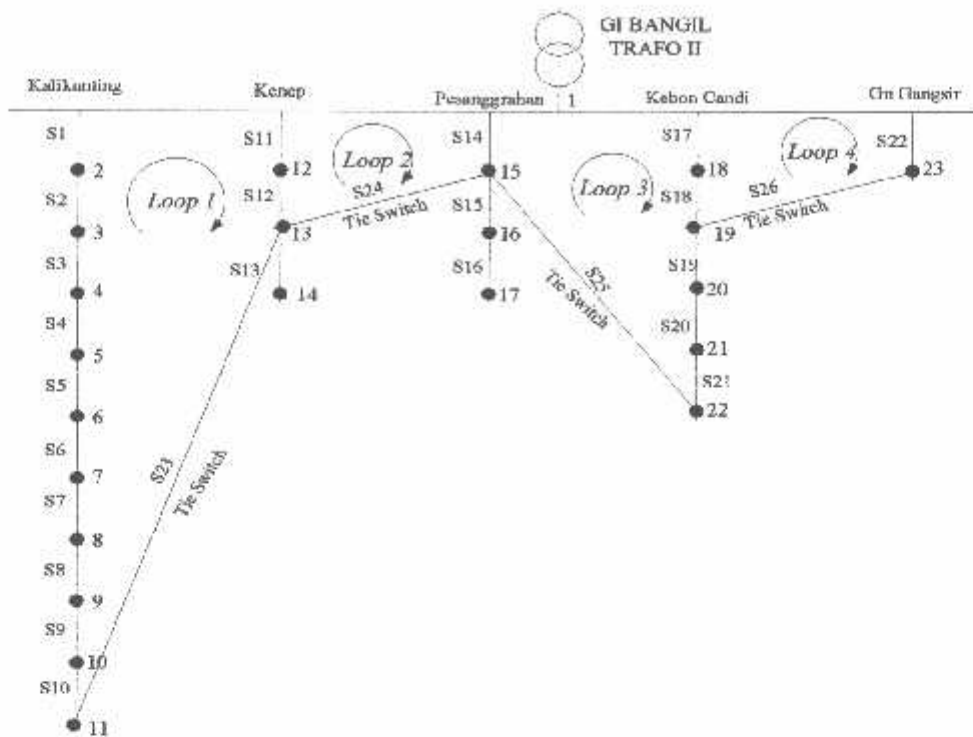 GI BANGIL
TRAFO II
Kenep
Pesanggrahan 1
Kebon Candi
S1
S11
S14
S17
S22
2
12
Loop 2
15
18
Loop 4
23
S2
Loop 1
S12
S24
Tie Switch
S15
Loop 3
S18
S26
Tie Switch
3
13
16
19
S3
S13
S16
S25
Tie Switch
S19
4
14
17
20
S4
S20
5
21
S5
S21
6
22
S6
S23
Tie Switch
7
S7
8
S8
9
S9
10
S10
11